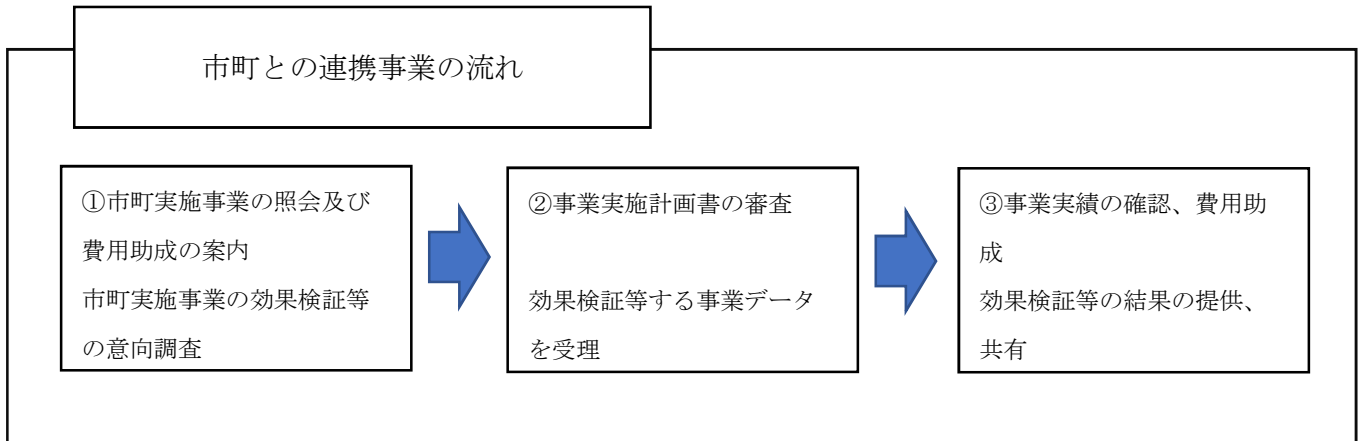 市町との連携事業の流れ
①市町実施事業の照会及び
費用助成の案内
市町実施事業の効果検証等
の意向調査
②事業実施計画書の審査
効果検証等する事業データ
を受理
③事業実績の確認、費用助
成
効果検証等の結果の提供、
共有